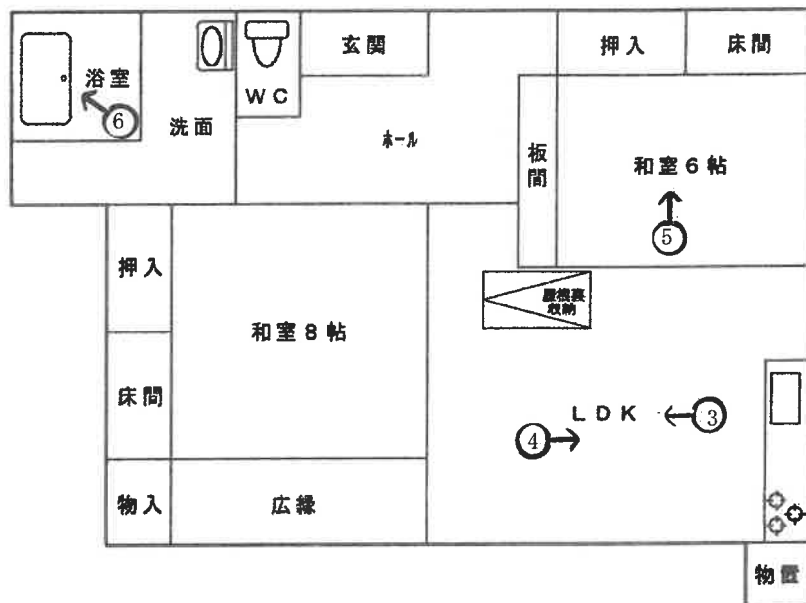 玄関
押入
床間
浴室
WC
⑥
洗面
ホール
板間
和室6帖
⑤
押入
屋根裏
収納
和室8帖
床間
LDK
③
④
物入
広縁
物置